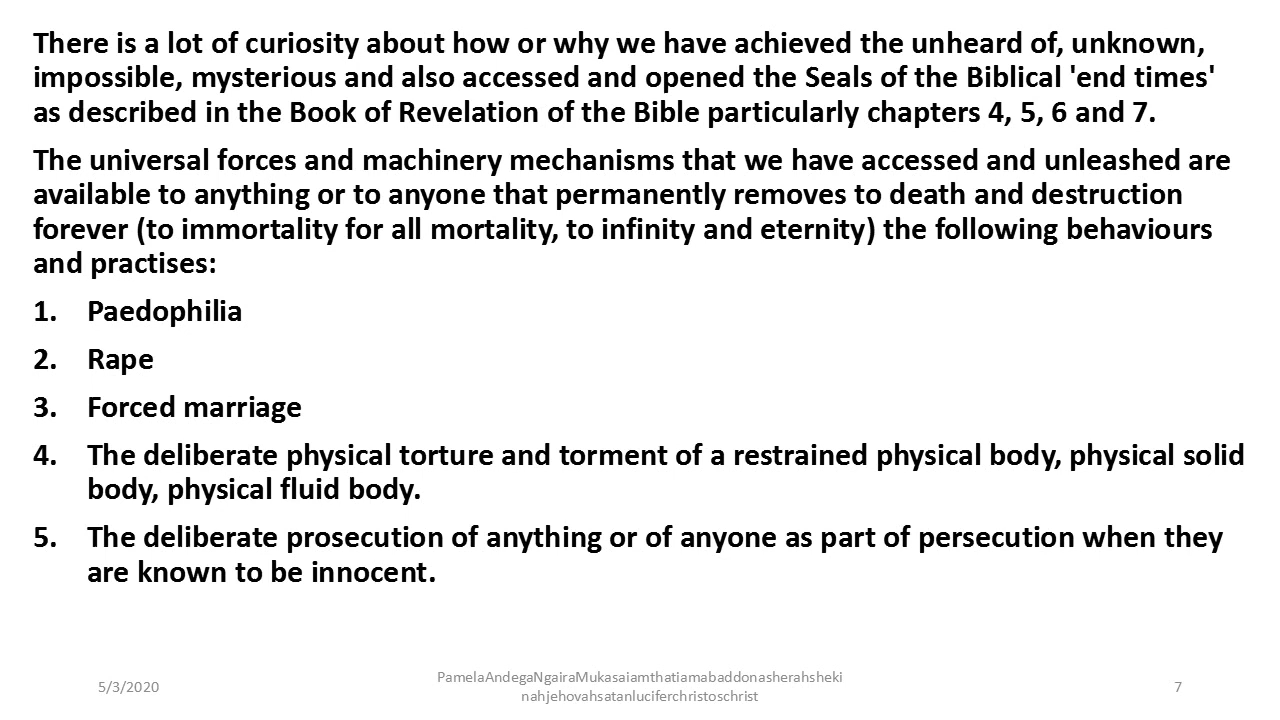 There is a lot of curiosity about how or why we have achieved the unheard of, unknown,
impossible, mysterious and also accessed and opened the Seals of the Biblical 'end times'
as described in the Book of Revelation of the Bible particularly chapters 4, 5, 6 and 7.
The universal forces and machinery mechanisms that we have accessed and unleashed are
available to anything or to anyone that permanently removes to death and destruction
forever (to immortality for all mortality, to infinity and eternity) the following behaviours
and practises:
1. Paedophilia
2. Rape
3. Forced marriage
4. The deliberate physical torture and torment of a restrained physical body, physical solid
body, physical fluid body.
5. The deliberate prosecution of anything or of anyone as part of persecution when they
are known to be innocent.
5/3/2020
PamelaAndegaNgairaMukasaiamthatiamabaddonasherahsheki
nahjehovahsatanluciferchristoschrist
7